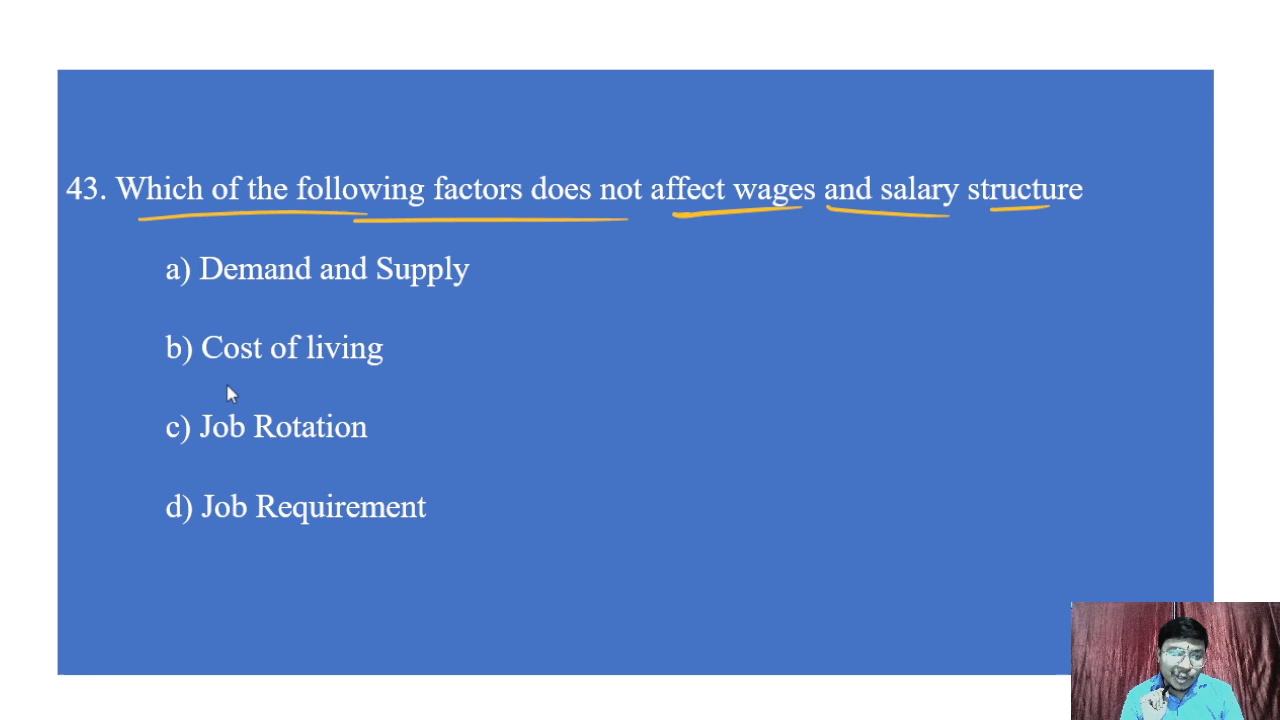 43. Which of the following factors does not affect wages and salary structure
a) Demand and Supply
b) Cost of living
c) Job Rotation
d) Job Requirement